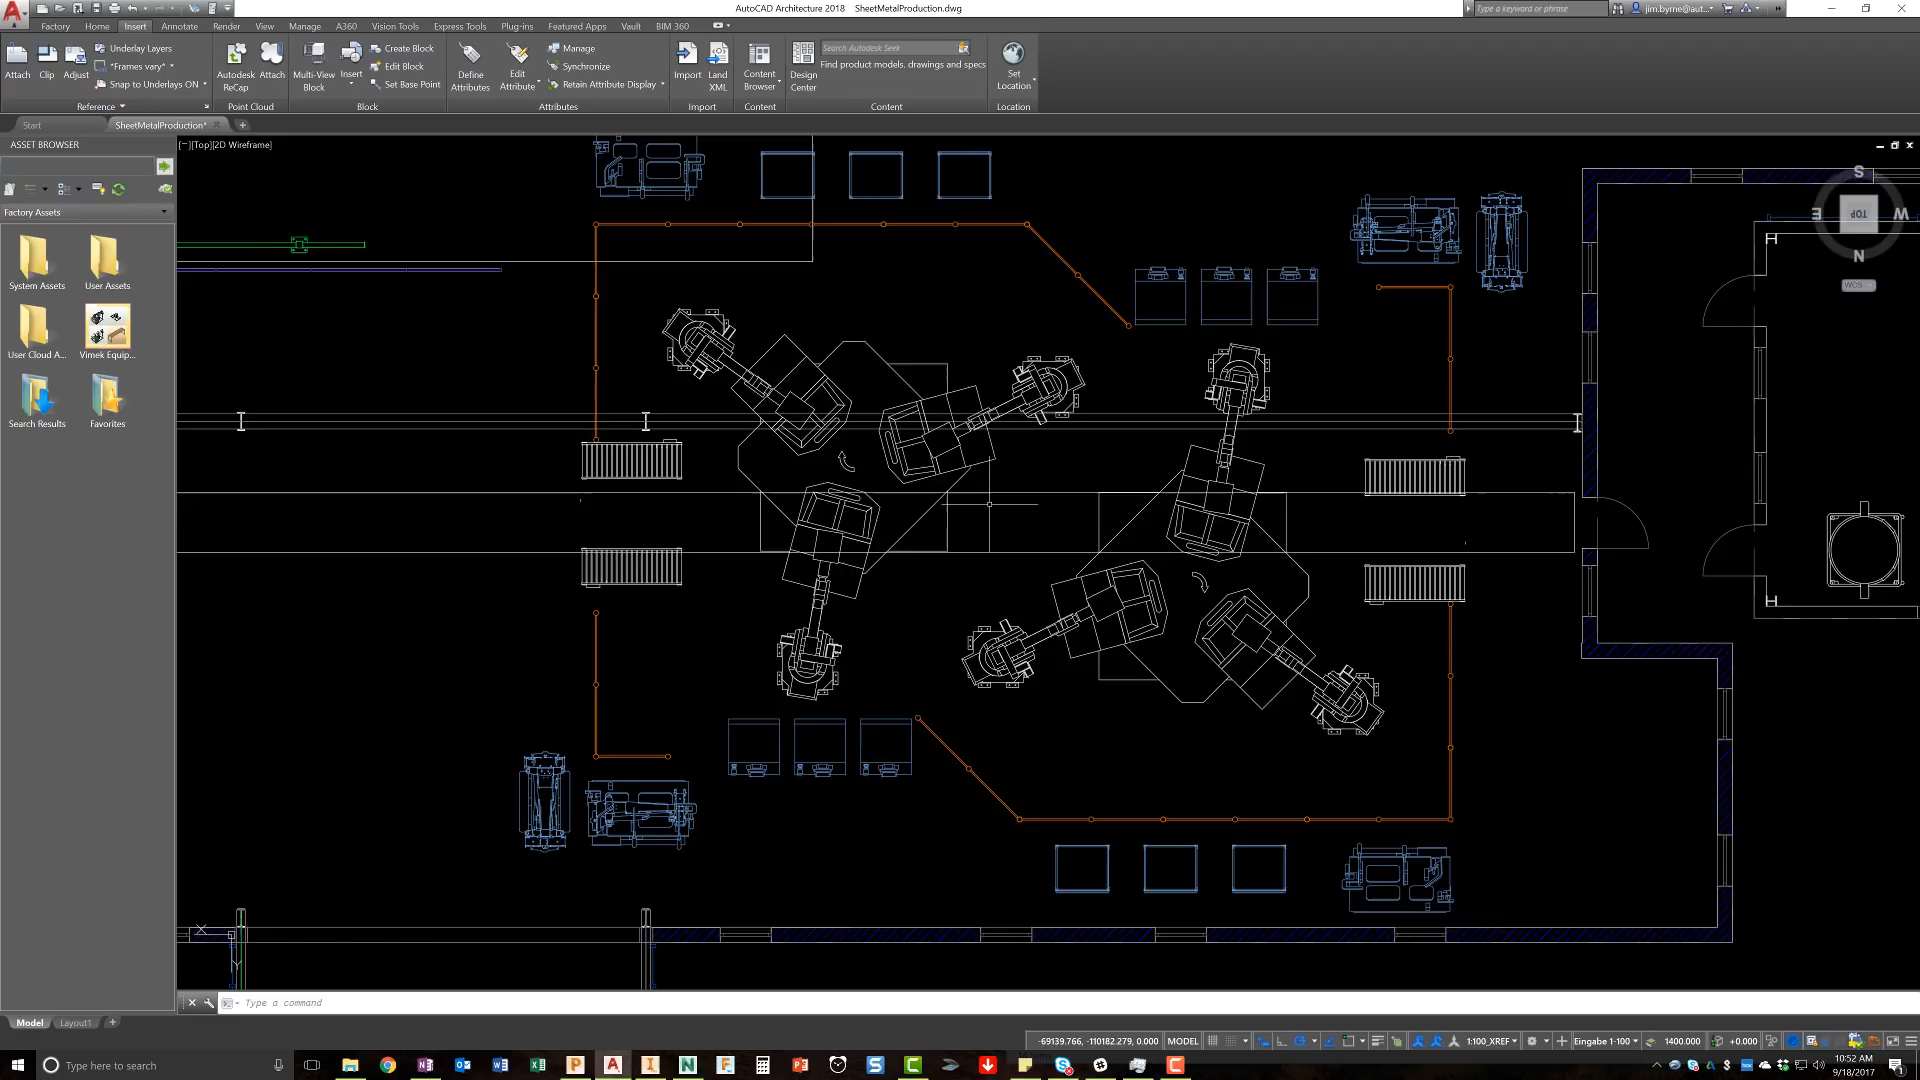 AutoCAD Architecture 2018 SheetMetalProduction.dwg
Type a keyword or phrase
jim.byrne@aut...
Factory Home Insert Annotate Render View Manage A360 Vision Tools Express Tools Plug-ins Featured Apps Vault BIM 360
Attach
Clip
Adjust
Underlay Layers
*Frames vary*
Snap to Underlays ON
Autodesk ReCap
Attach
Multi-View Block
Insert
Create Block
Edit Block
Set Base Point
Define Attributes
Edit Attribute
Manage
Synchronize
Retain Attribute Display
Import
Land XML
Content Browser
Design Center
Search Autodesk Seek
Find product models, drawings and specs
Set Location
Reference Point Cloud Block Attributes Import Content Content Location
Start SheetMetalProduction*
ASSET BROWSER
[−][Top][2D Wireframe]
Factory Assets
System Assets User Assets
User Cloud A... Vimek Equip...
Search Results Favorites
S
E TOP W
N
WCS
Type a command
Model Layout1
-69139.766, -110182.279, 0.000 MODEL
1:100_XREF
Eingabe 1-100
1400.000
+0.000
Type here to search
10:52 AM
9/18/2017